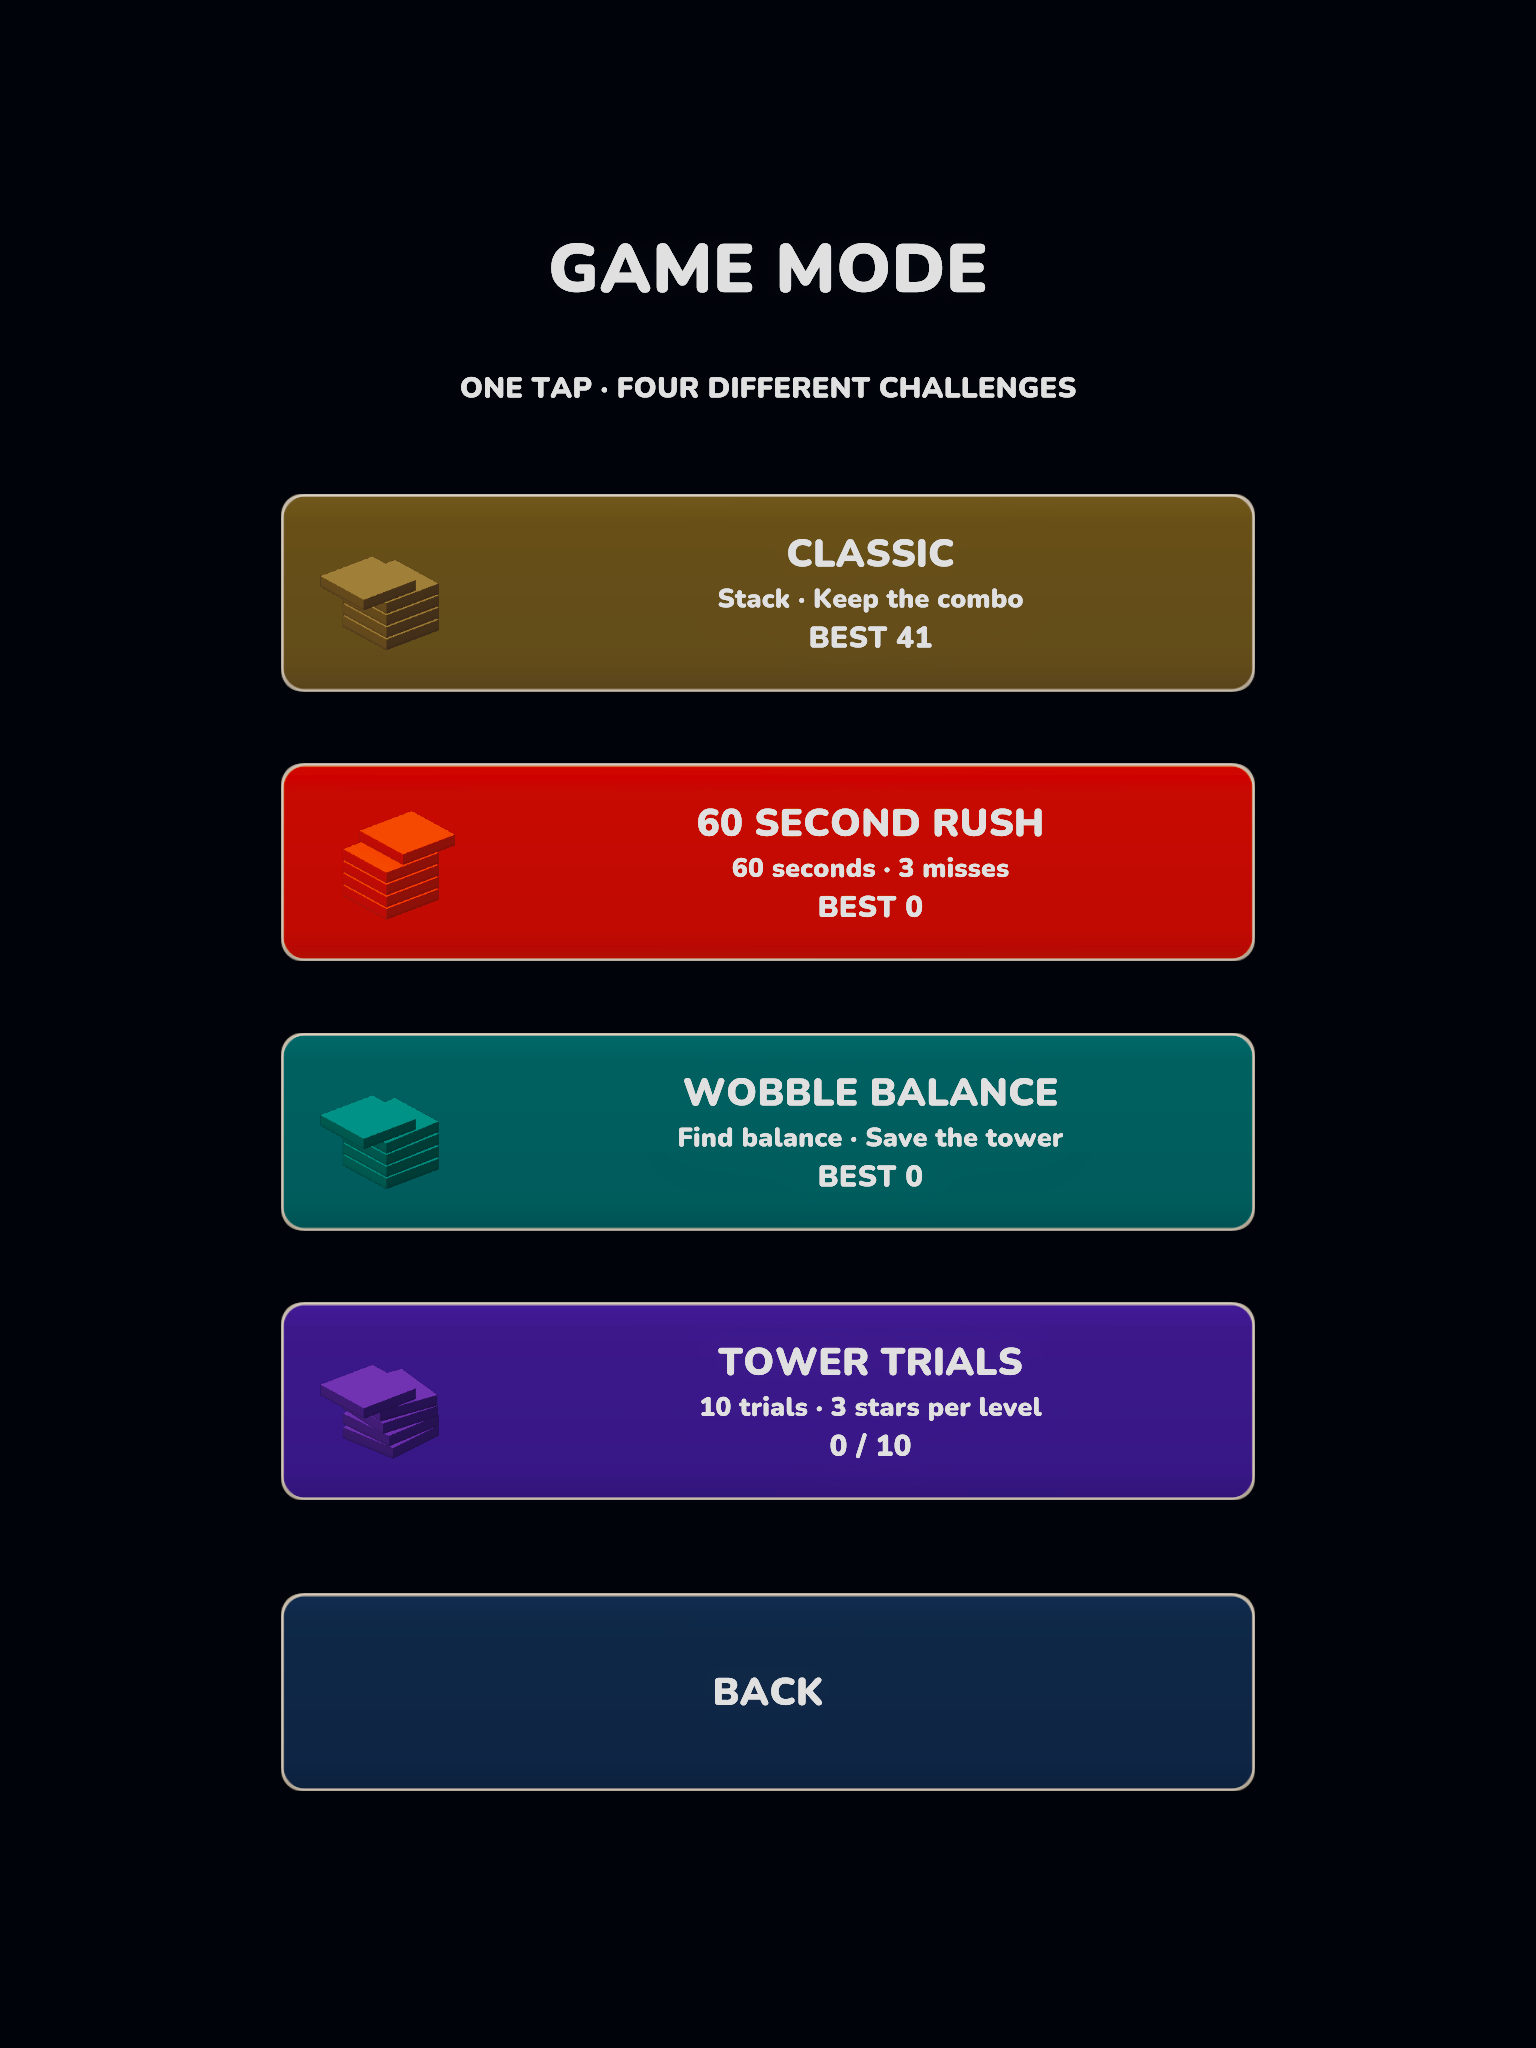 GAME MODE
ONE TAP · FOUR DIFFERENT CHALLENGES
CLASSIC
Stack · Keep the combo
BEST 41
60 SECOND RUSH
60 seconds · 3 misses
BEST 0
WOBBLE BALANCE
Find balance · Save the tower
BEST 0
TOWER TRIALS
10 trials · 3 stars per level
0 / 10
BACK